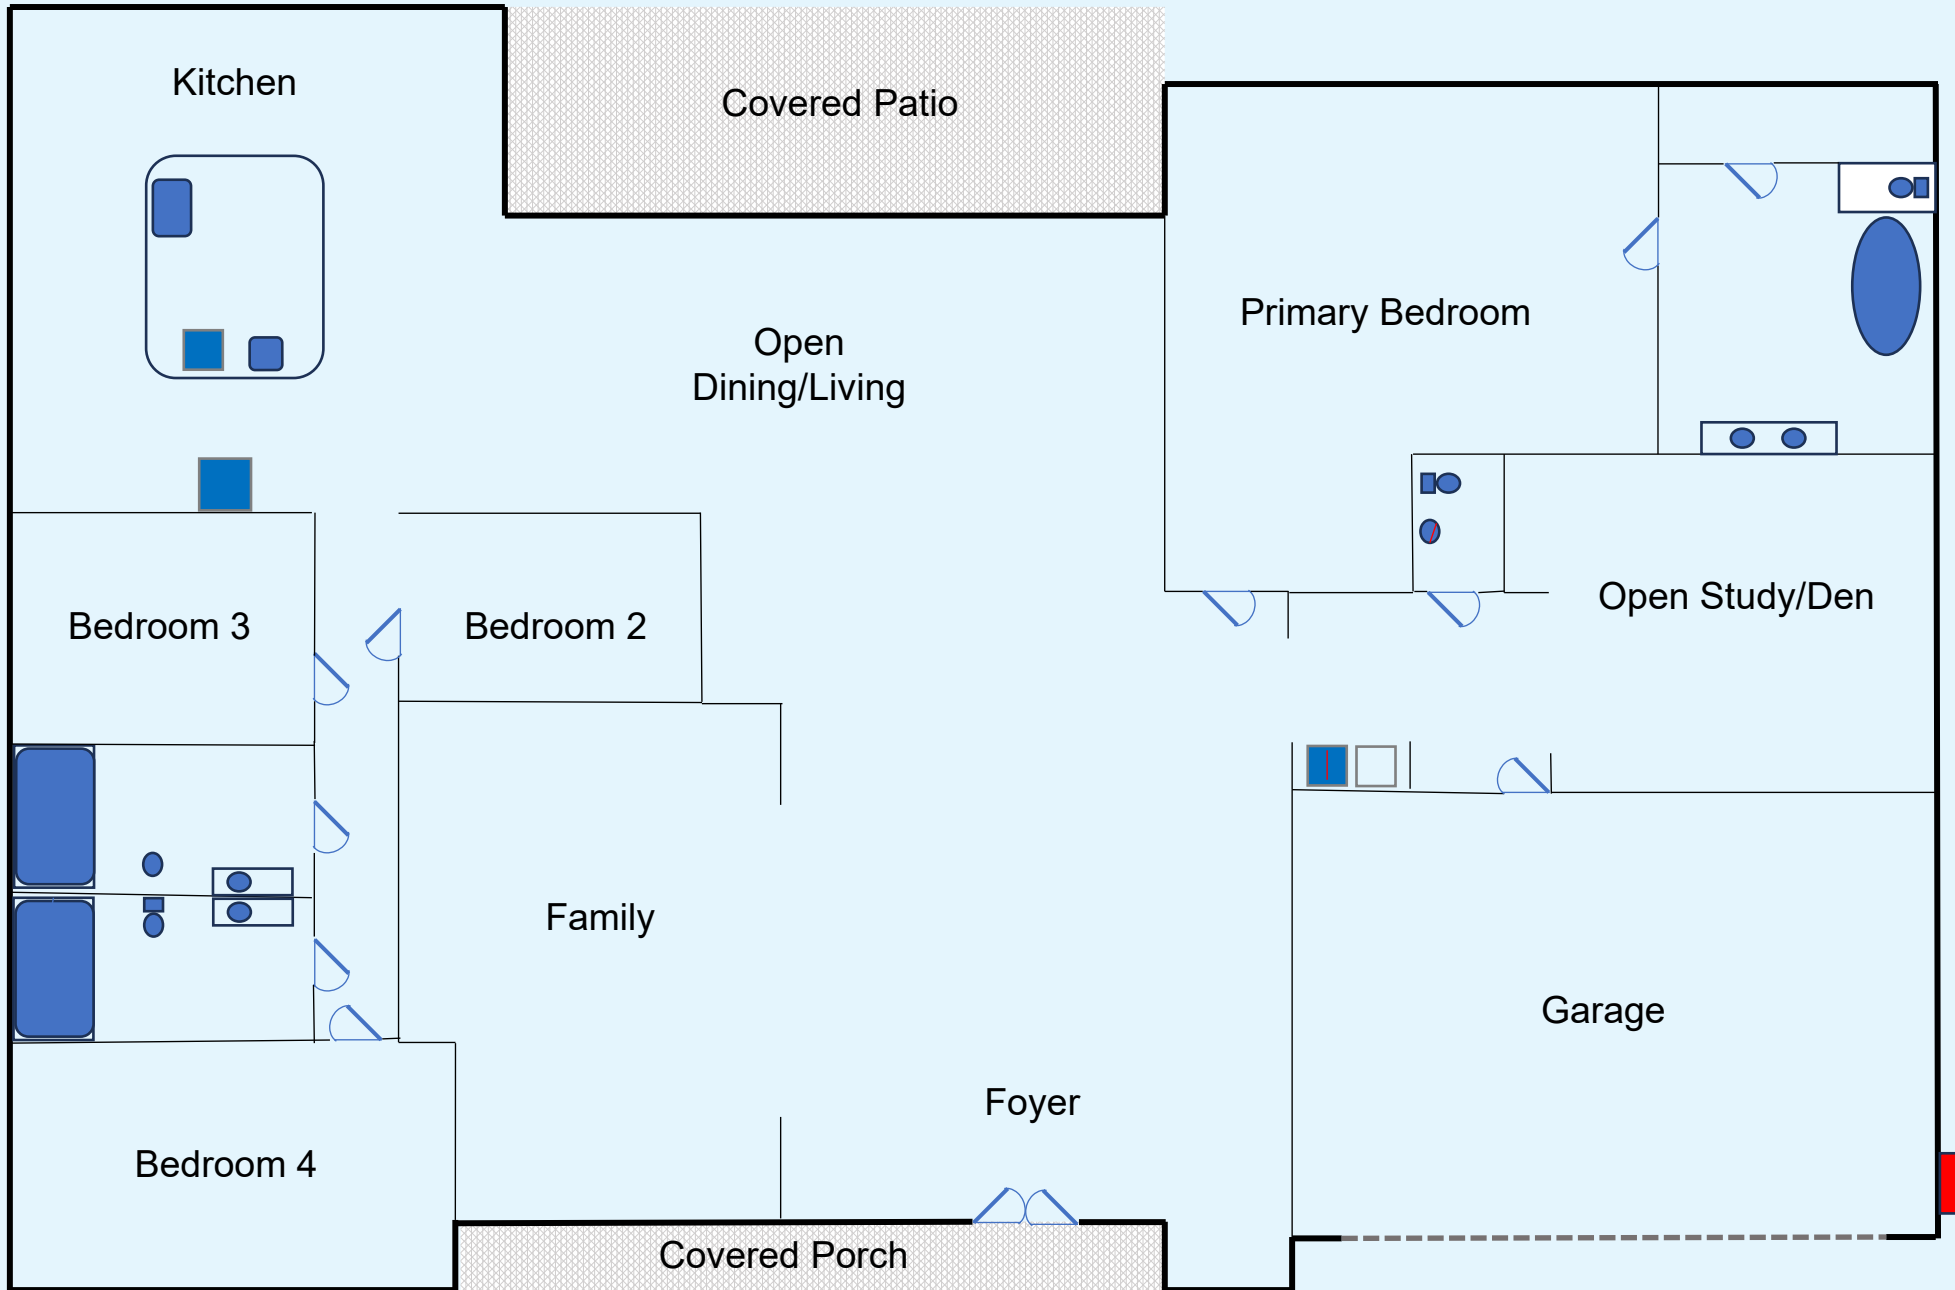 Kitchen
Covered Patio
Primary Bedroom
Open
Dining/Living
Bedroom 3
Bedroom 2
Open Study/Den
Family
Garage
Foyer
Bedroom 4
Covered Porch